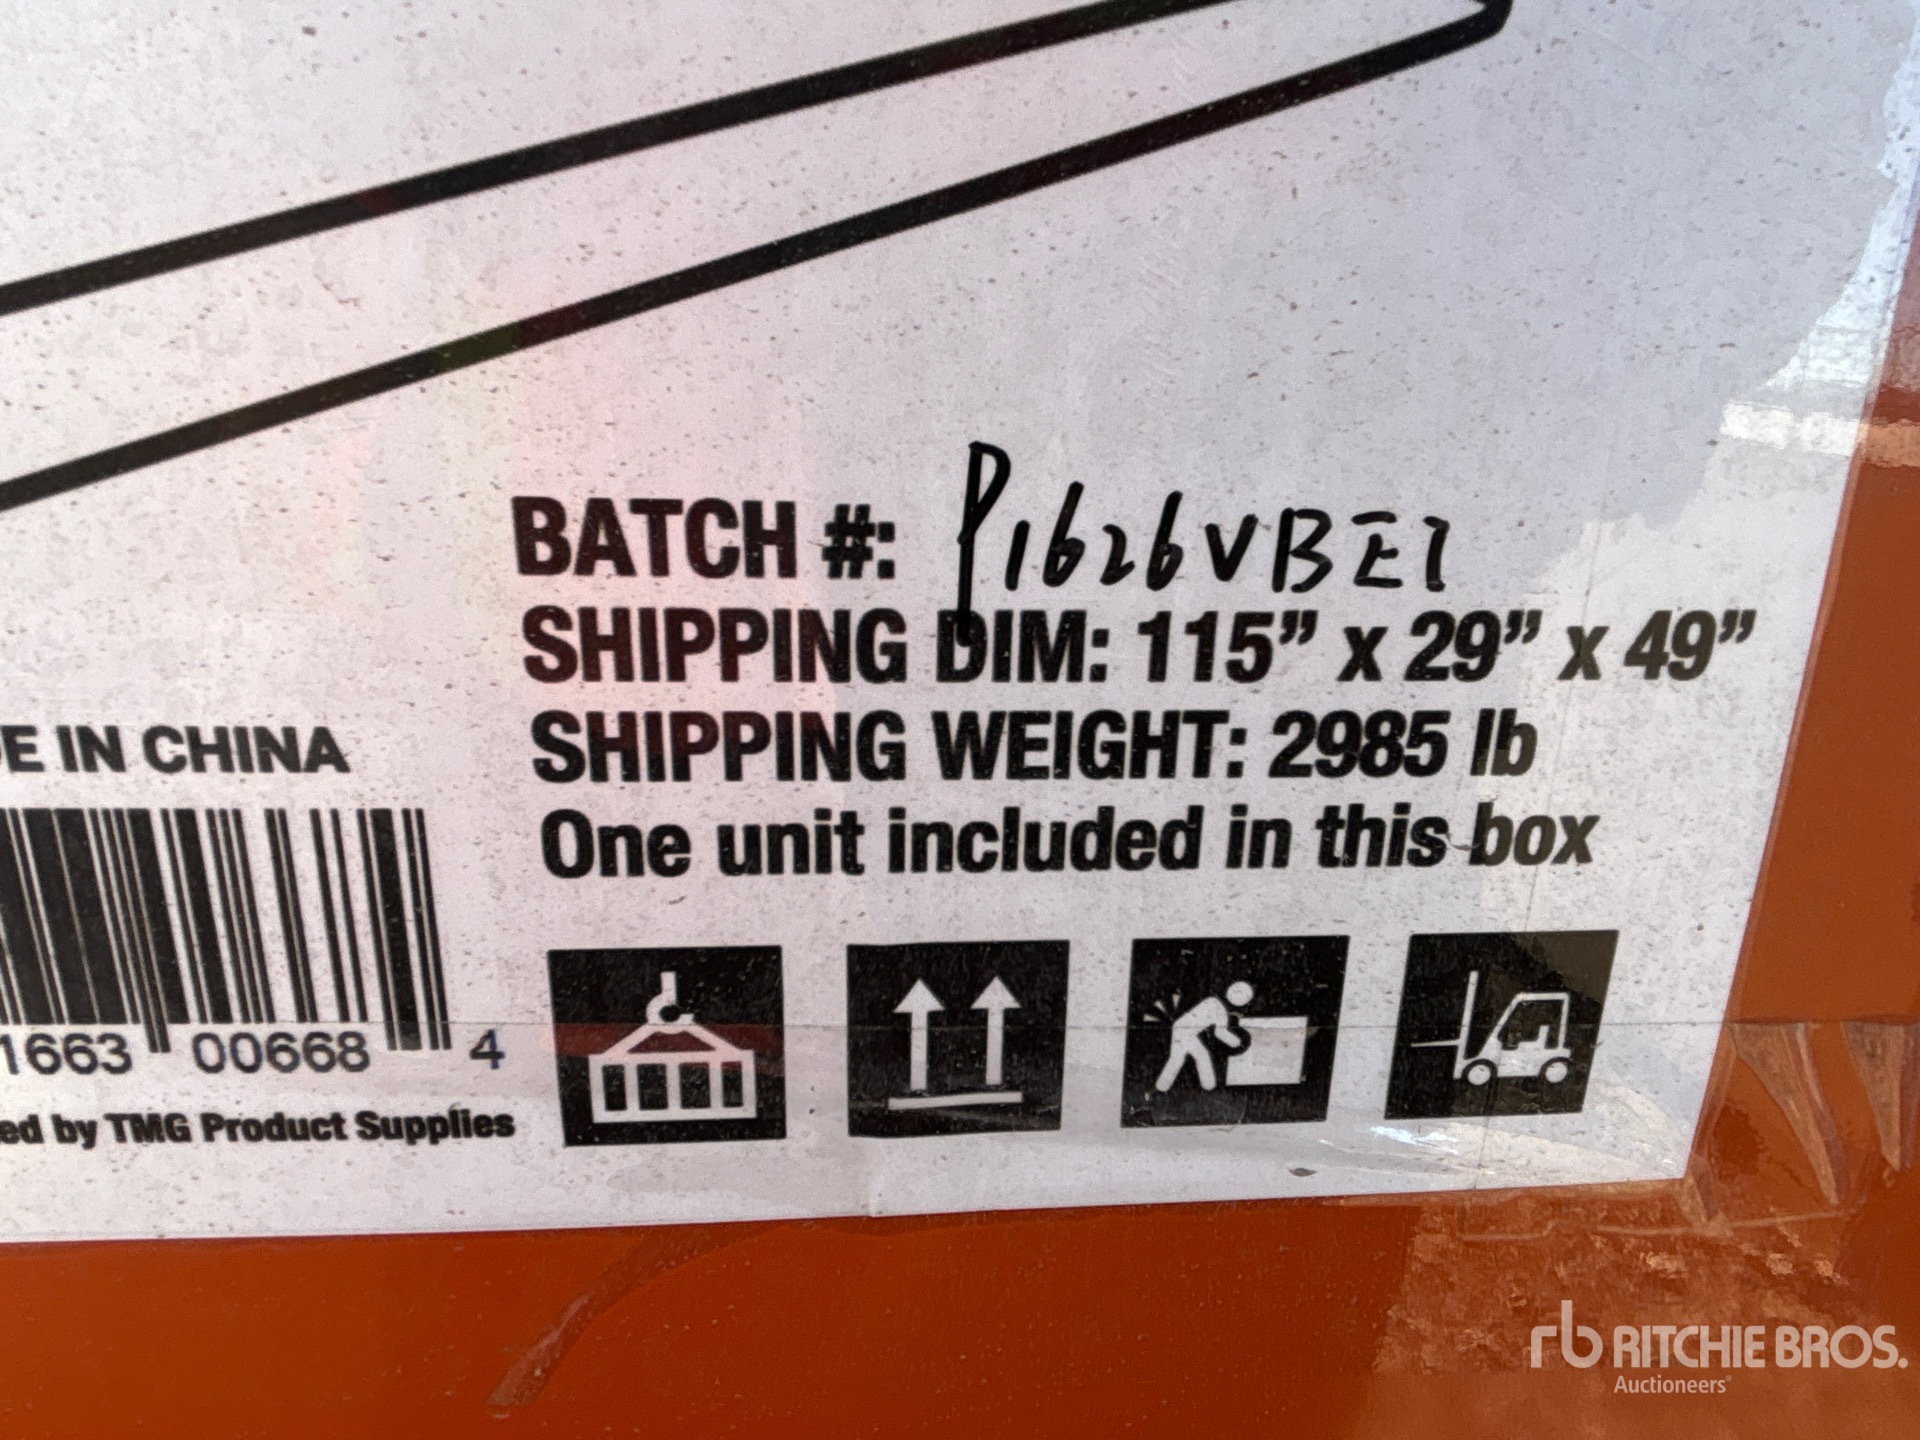 BATCH #: P1626VBE1
SHIPPING DIM: 115” x 29” x 49”
SHIPPING WEIGHT: 2985 lb
One unit included in this box
E IN CHINA
1663 00668 4
ed by TMG Product Supplies
rb RITCHIE BROS.
Auctioneers